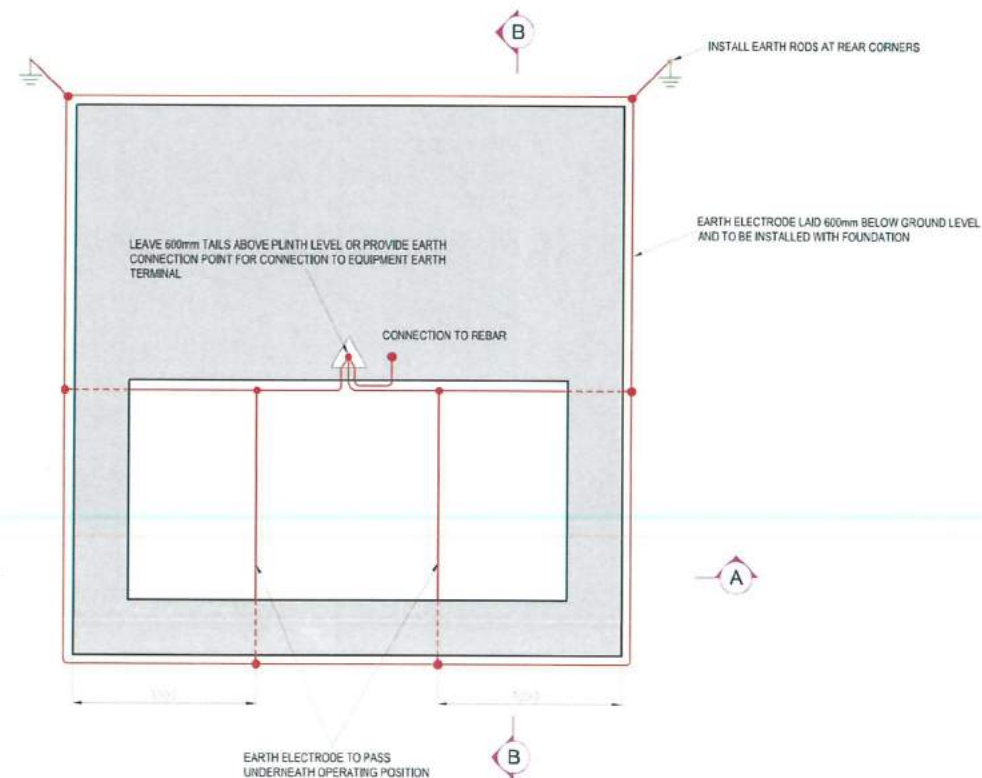 B
INSTALL EARTH RODS AT REAR CORNERS
EARTH ELECTRODE LAID 600mm BELOW GROUND LEVEL
AND TO BE INSTALLED WITH FOUNDATION
LEAVE 600mm TAILS ABOVE PLINTH LEVEL OR PROVIDE EARTH
CONNECTION POINT FOR CONNECTION TO EQUIPMENT EARTH
TERMINAL
CONNECTION TO REBAR
A
B
EARTH ELECTRODE TO PASS
UNDERNEATH OPERATING POSITION